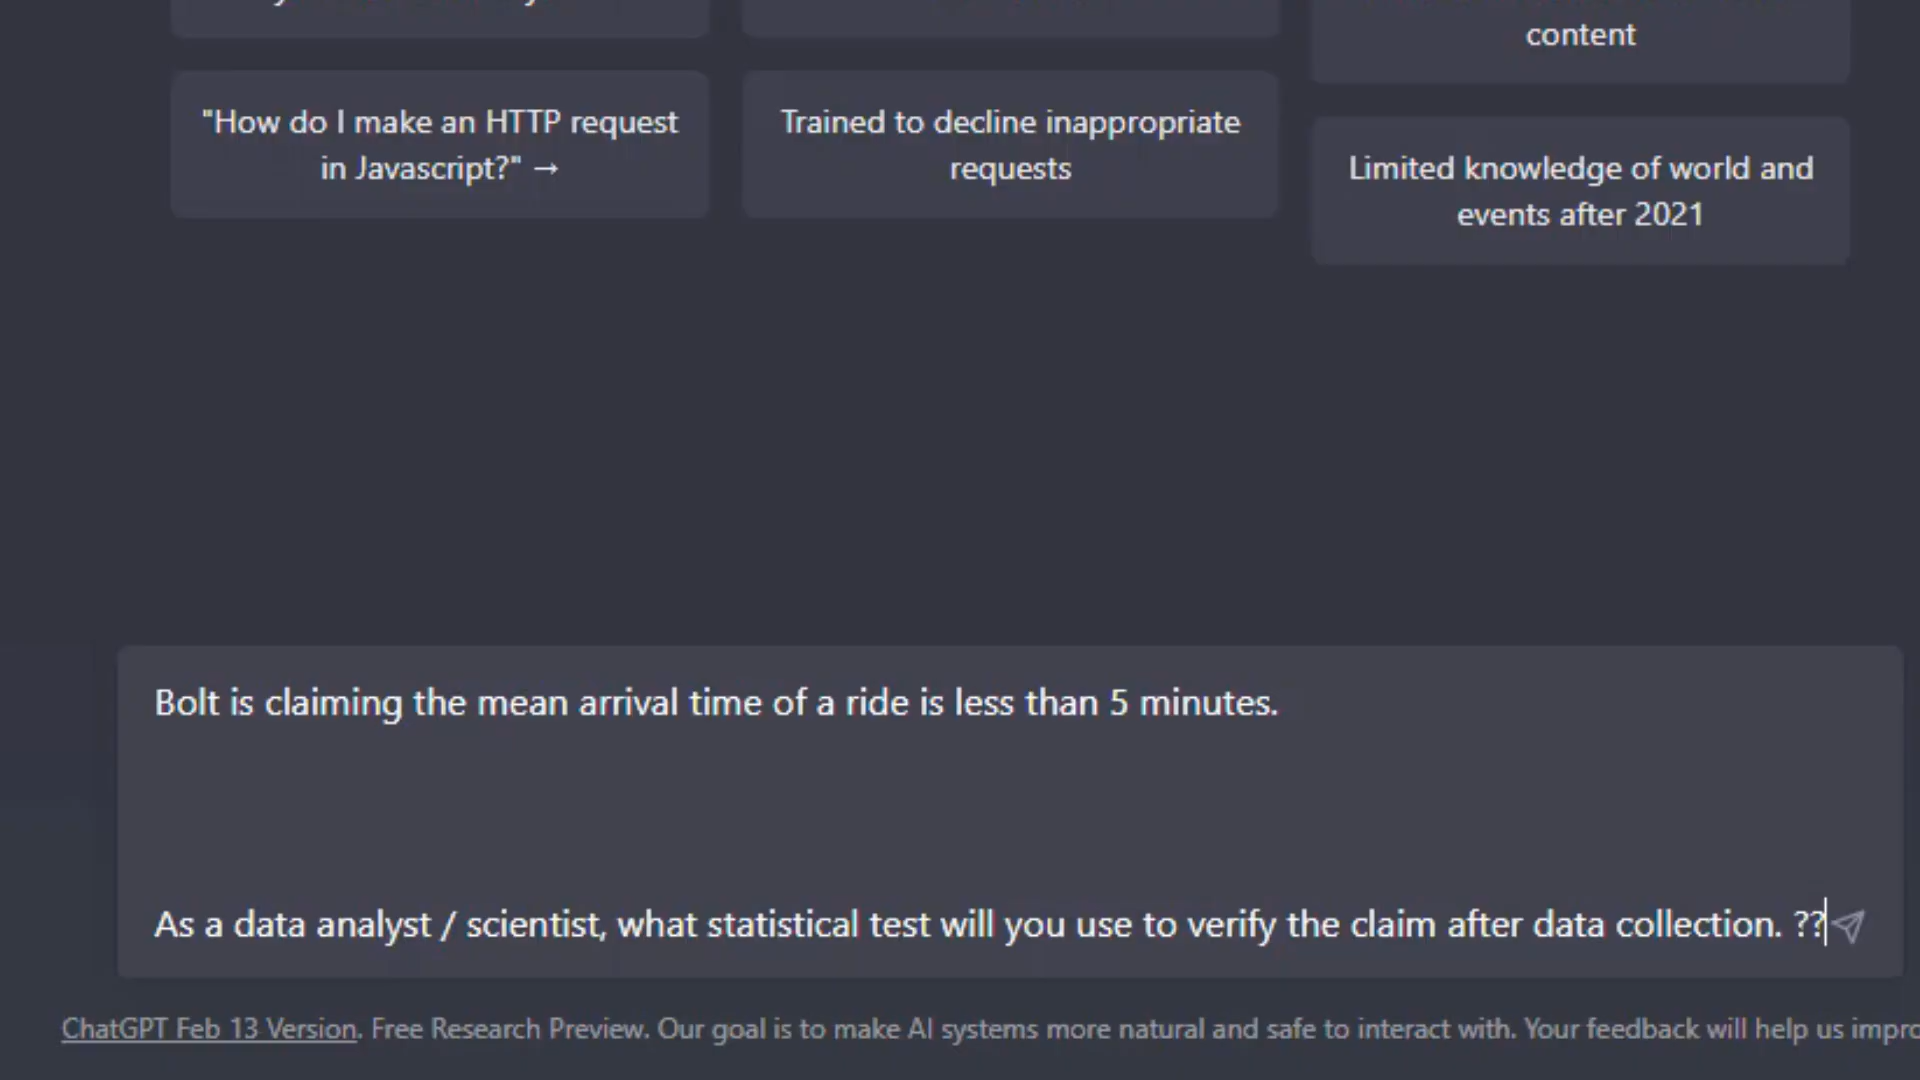 content
"How do I make an HTTP request
in Javascript?" →
Trained to decline inappropriate
requests
Limited knowledge of world and
events after 2021
Bolt is claiming the mean arrival time of a ride is less than 5 minutes.
As a data analyst / scientist, what statistical test will you use to verify the claim after data collection. ??
ChatGPT Feb 13 Version. Free Research Preview. Our goal is to make AI systems more natural and safe to interact with. Your feedback will help us impro